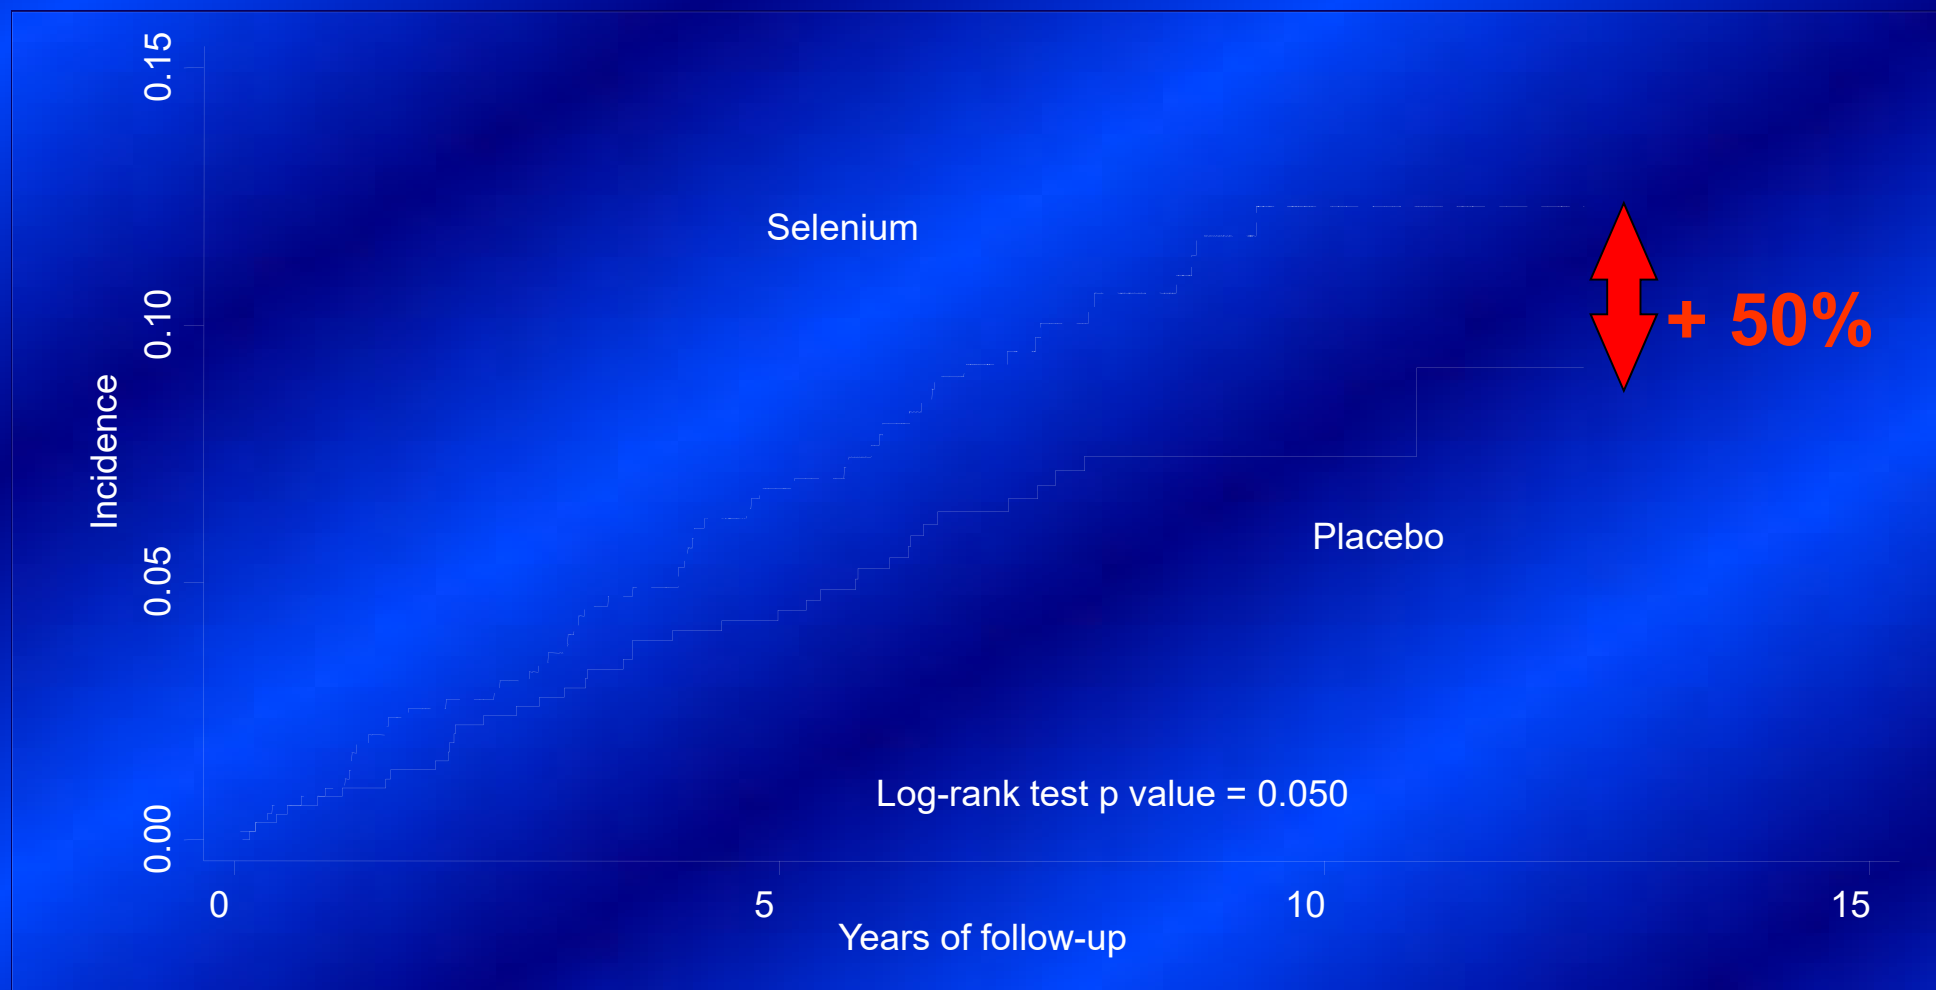 0.15
Selenium
0.10
+ 50%
Incidence
0.05
Placebo
Log-rank test p value = 0.050
0.00
0 5 10 15
Years of follow-up